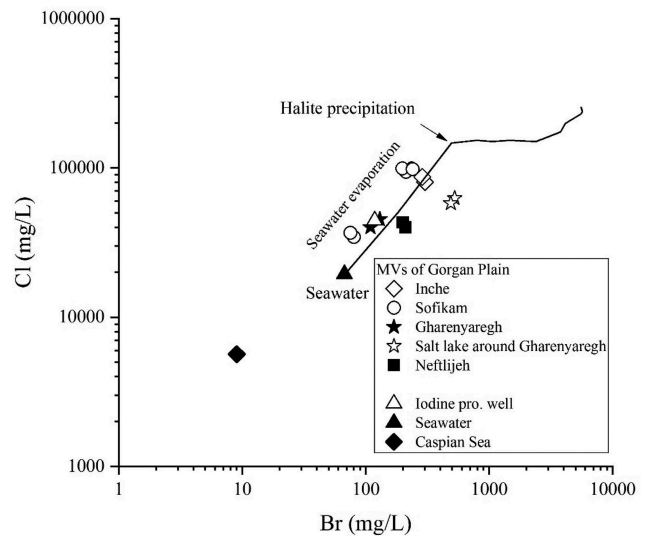 1000000
100000
10000
1000
Cl (mg/L)
Halite precipitation
Seawater evaporation
Seawater
MVs of Gorgan Plain
Inche
Sofikam
Gharenyaregh
Salt lake around Gharenyaregh
Neftlijeh
Iodine pro. well
Seawater
Caspian Sea
1 10 100 1000 10000
Br (mg/L)